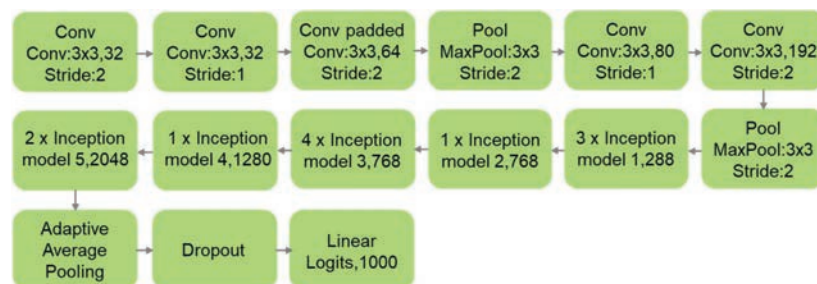 Conv
Conv:3x3,32
Stride:2
Conv
Conv:3x3,32
Stride:1
Conv padded
Conv:3x3,64
Stride:2
Pool
MaxPool:3x3
Stride:2
Conv
Conv:3x3,80
Stride:1
Conv
Conv:3x3,192
Stride:2
Pool
MaxPool:3x3
Stride:2
3 x Inception
model 1,288
1 x Inception
model 2,768
4 x Inception
model 3,768
1 x Inception
model 4,1280
2 x Inception
model 5,2048
Adaptive
Average
Pooling
Dropout
Linear
Logits,1000